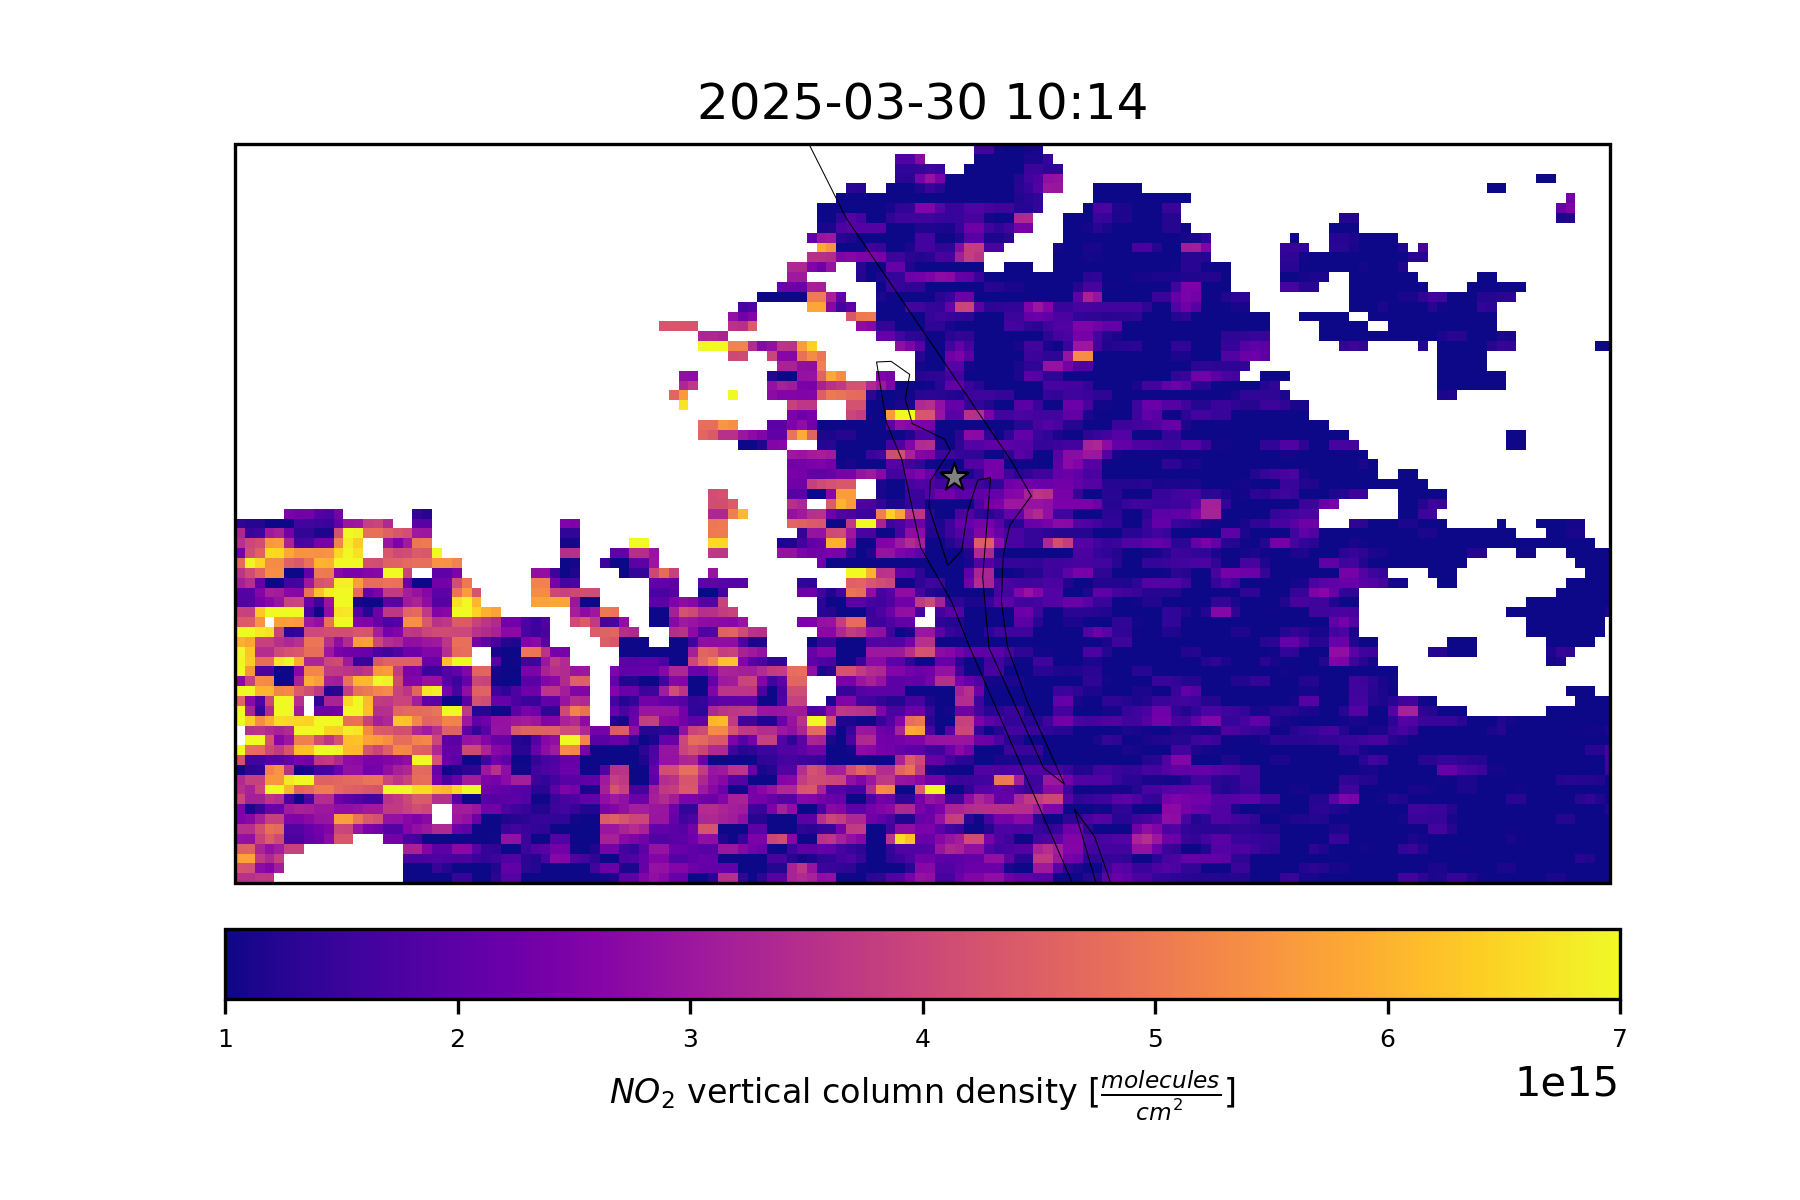 2025-03-30 10:14
1 2 3 4 5 6 7
1e15
NO₂ vertical column density [molecules/cm²]